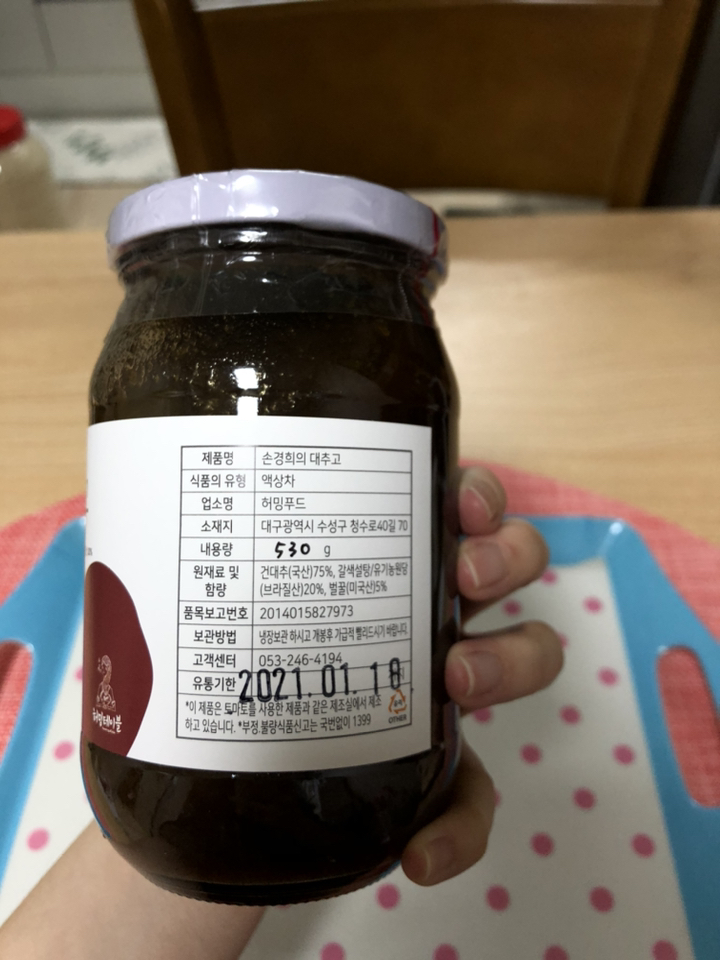 제품명 손경희의 대추고
식품의 유형 액상차
업소명 허밍푸드
소재지 대구광역시 수성구 청수로40길 70
내용량 530 g
원재료 및 함량 건대추(국산)75%, 갈색설탕/유기농원당
(브라질산)20%, 벌꿀(미국산)5%
품목보고번호 2014015827973
보관방법 냉장보관 하시고 개봉후 가급적 빨리드시기 바랍니다.
고객센터 053-246-4194
유통기한 2021.01.18.
*이 제품은 토마토를 사용한 제품과 같은 제조실에서 제조
하고 있습니다. *부정.불량식품신고는 국번없이 1399
OTHER
허밍테이블